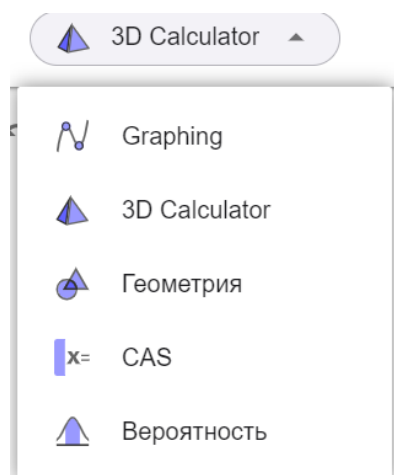 3D Calculator
Graphing
3D Calculator
Геометрия
x=
CAS
Вероятность